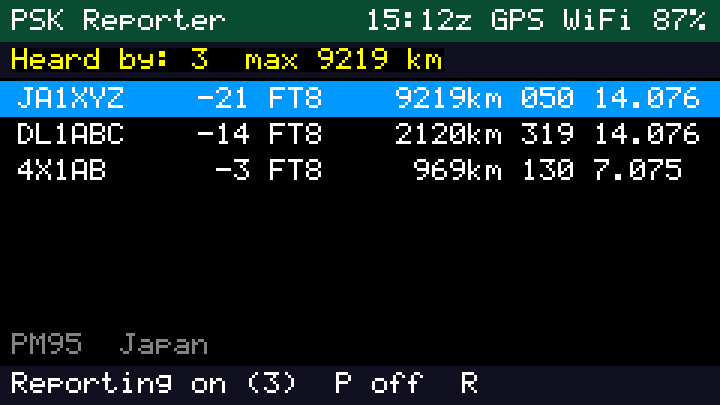 PSK Reporter 15:12z GPS WiFi 87%
Heard by: 3 max 9219 km
JA1XYZ -21 FT8 9219km 050 14.076
DL1ABC -14 FT8 2120km 319 14.076
4X1AB -3 FT8 969km 130 7.075
PM95 Japan
Reporting on (3) P off R